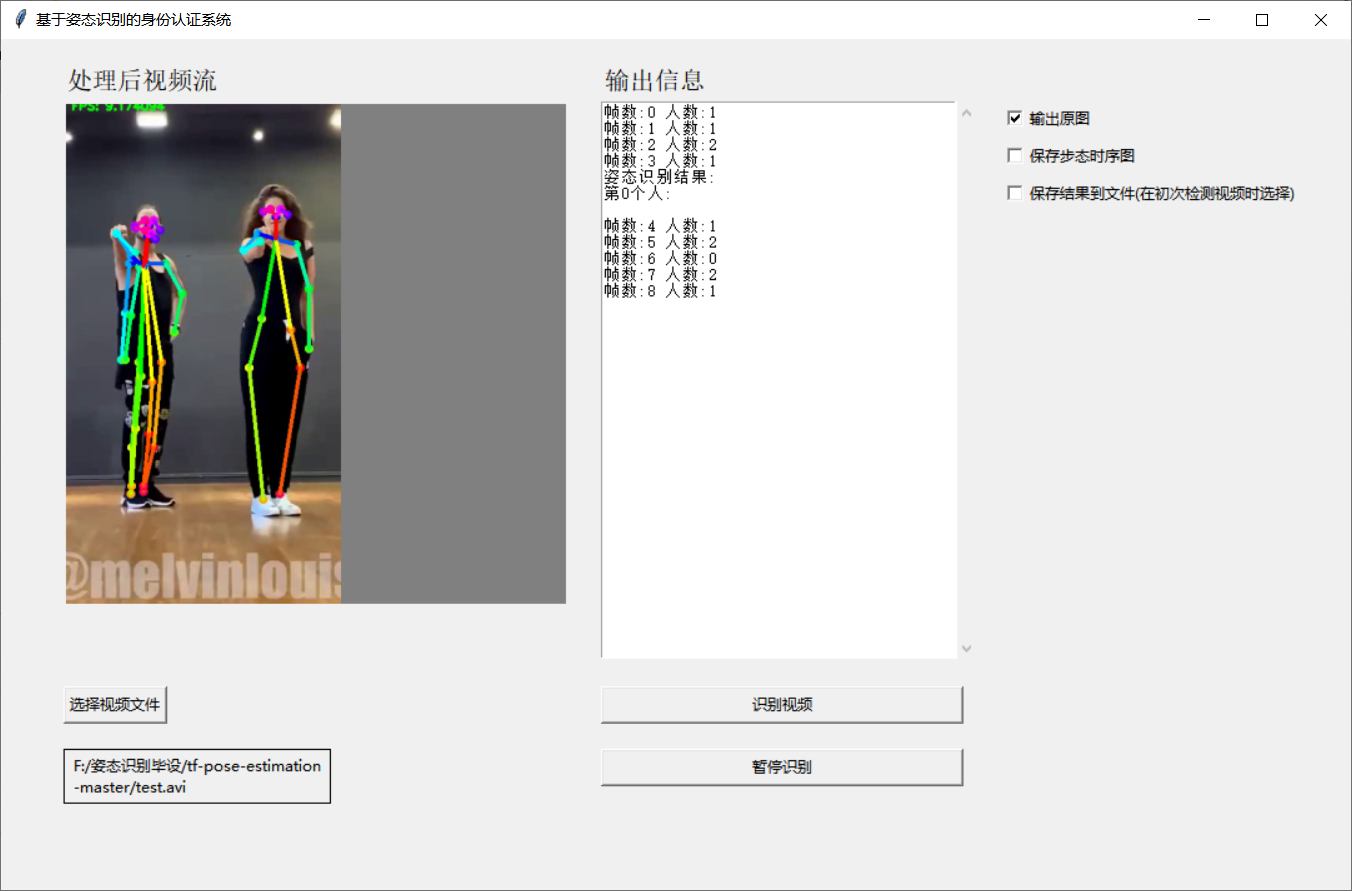 基于姿态识别的身份认证系统
处理后视频流
输出信息
FPS: 9.174094
@melvinlouis
帧数:0 人数:1
帧数:1 人数:1
帧数:2 人数:2
帧数:3 人数:1
姿态识别结果:
第0个人:
帧数:4 人数:1
帧数:5 人数:2
帧数:6 人数:0
帧数:7 人数:2
帧数:8 人数:1
输出原图
保存步态时序图
保存结果到文件(在初次检测视频时选择)
选择视频文件
识别视频
F:/姿态识别毕设/tf-pose-estimation
-master/test.avi
暂停识别